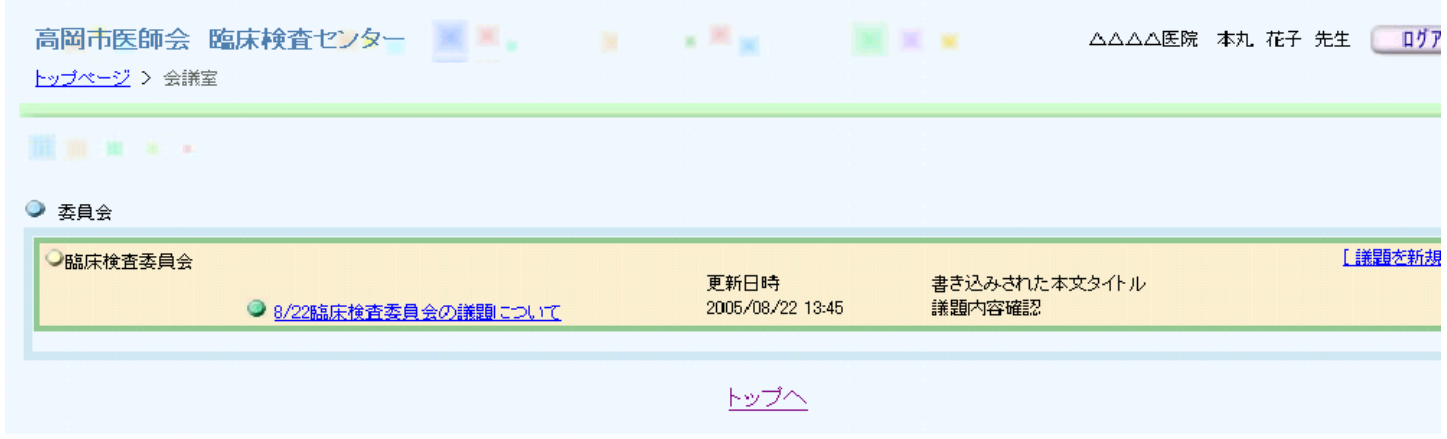 高岡市医師会 臨床検査センター
△△△△医院 本丸 花子 先生 ログア
トップページ > 会議室
委員会
臨床検査委員会
[ 議題を新規
更新日時 書き込みされた本文タイトル
8/22臨床検査委員会の議題について 2005/08/22 13:45 議題内容確認
トップへ